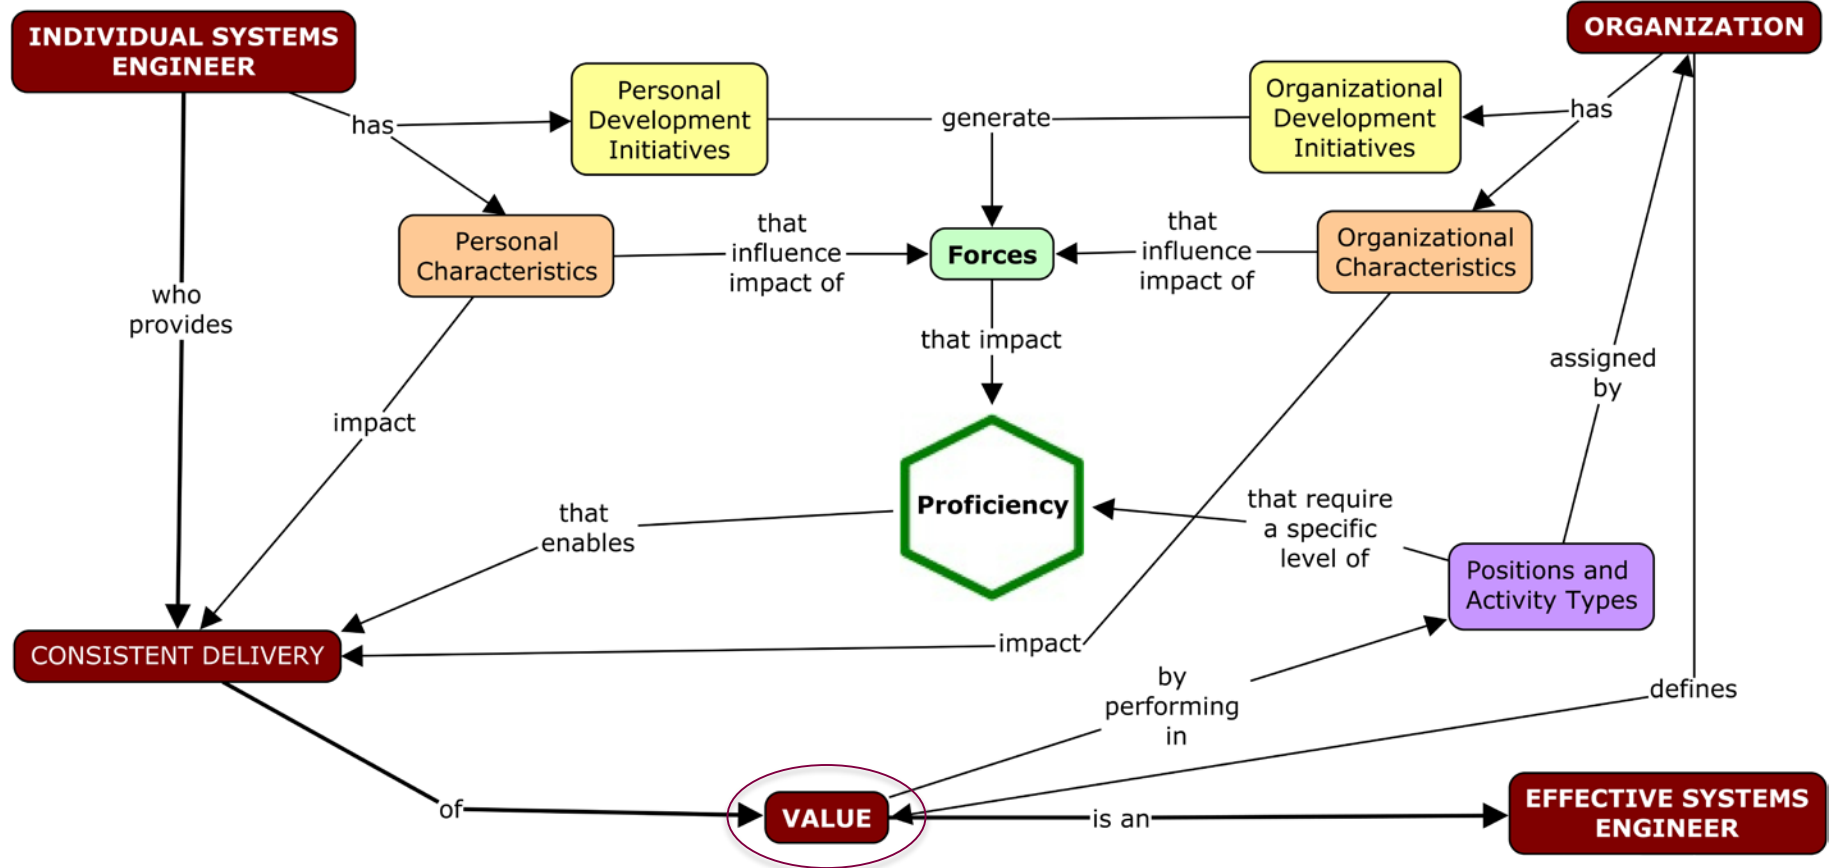 INDIVIDUAL SYSTEMS
ENGINEER
ORGANIZATION
has
Personal
Development
Initiatives
generate
Organizational
Development
Initiatives
has
Personal
Characteristics
that
influence
impact of
Forces
that
influence
impact of
Organizational
Characteristics
who
provides
that impact
assigned
by
impact
Proficiency
that
enables
that require
a specific
level of
Positions and
Activity Types
CONSISTENT DELIVERY
impact
by
performing
in
defines
of
VALUE
is an
EFFECTIVE SYSTEMS
ENGINEER